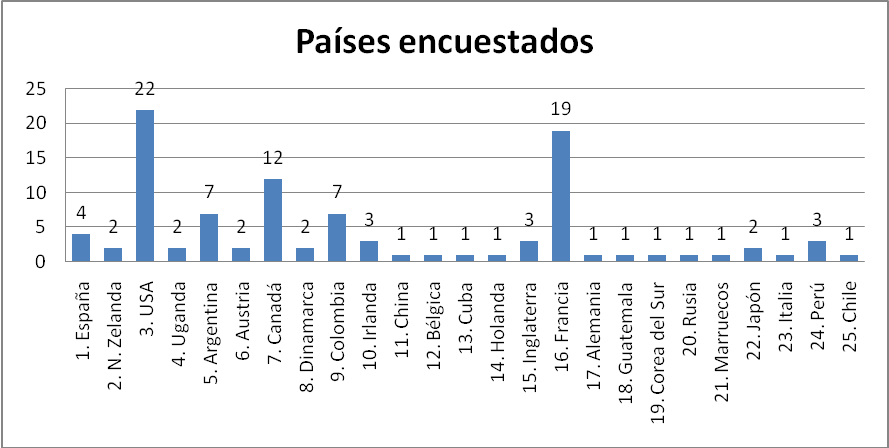 Países encuestados
25
20
15
10
5
0
4
2
22
2
7
2
12
2
7
3
1
1
1
1
3
19
1
1
1
1
1
2
1
3
1
1. España
2. N. Zelanda
3. USA
4. Uganda
5. Argentina
6. Austria
7. Canadá
8. Dinamarca
9. Colombia
10. Irlanda
11. China
12. Bélgica
13. Cuba
14. Holanda
15. Inglaterra
16. Francia
17. Alemania
18. Guatemala
19. Corea del Sur
20. Rusia
21. Marruecos
22. Japón
23. Italia
24. Perú
25. Chile